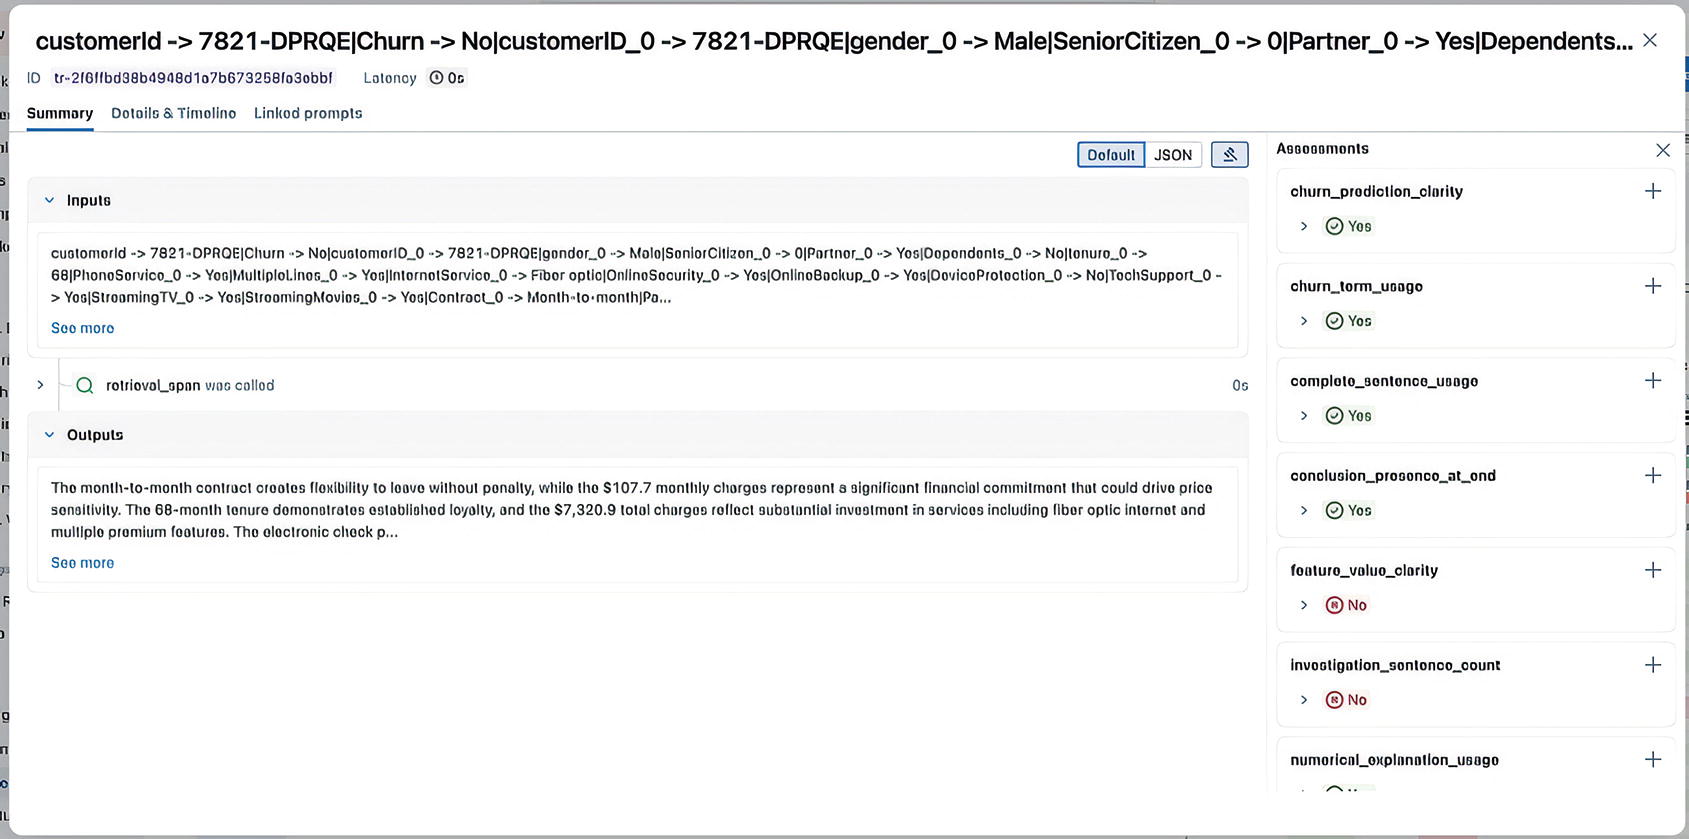 customerId -> 7821-DPRQE|Churn -> No|customerID_0 -> 7821-DPRQE|gender_0 -> Male|SeniorCitizen_0 -> 0|Partner_0 -> Yes|Dependents...
ID tr-2f6ffbd38b4948d1a7b673258fa3ebbf Latency 0s
Summary Details & Timeline Linked prompts
Default JSON
Inputs
customerId -> 7821-DPRQE|Churn -> No|customerID_0 -> 7821-DPRQE|gender_0 -> Male|SeniorCitizen_0 -> 0|Partner_0 -> Yes|Dependents_0 -> No|tenure_0 ->
68|PhoneService_0 -> Yes|MultipleLines_0 -> Yes|InternetService_0 -> Fiber optic|OnlineSecurity_0 -> Yes|OnlineBackup_0 -> Yes|DeviceProtection_0 -> No|TechSupport_0 -
> Yes|StreamingTV_0 -> Yes|StreamingMovies_0 -> Yes|Contract_0 -> Month-to-month|Pa...
See more
retrieval_span was called 0s
Outputs
The month-to-month contract creates flexibility to leave without penalty, while the $107.7 monthly charges represent a significant financial commitment that could drive price
sensitivity. The 68-month tenure demonstrates established loyalty, and the $7,320.9 total charges reflect substantial investment in services including fiber optic internet and
multiple premium features. The electronic check p...
See more
Assessments
churn_prediction_clarity
Yes
churn_term_usage
Yes
complete_sentence_usage
Yes
conclusion_presence_at_end
Yes
feature_value_clarity
No
investigation_sentence_count
No
numerical_explanation_usage